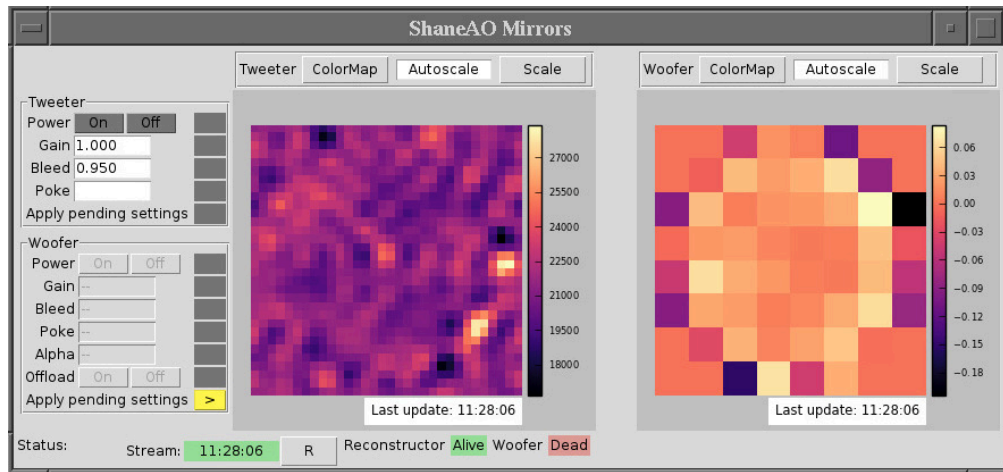 ShaneAO Mirrors
Tweeter ColorMap Autoscale Scale
Woofer ColorMap Autoscale Scale
Tweeter
Power On Off
Gain 1.000
Bleed 0.950
Poke
Apply pending settings
Woofer
Power On Off
Gain --
Bleed --
Poke --
Alpha --
Offload On Off
Apply pending settings >
27000
25500
24000
22500
21000
19500
18000
Last update: 11:28:06
0.06
0.03
0.00
−0.03
−0.06
−0.09
−0.12
−0.15
−0.18
Last update: 11:28:06
Status: Stream: 11:28:06 R Reconstructor Alive Woofer Dead